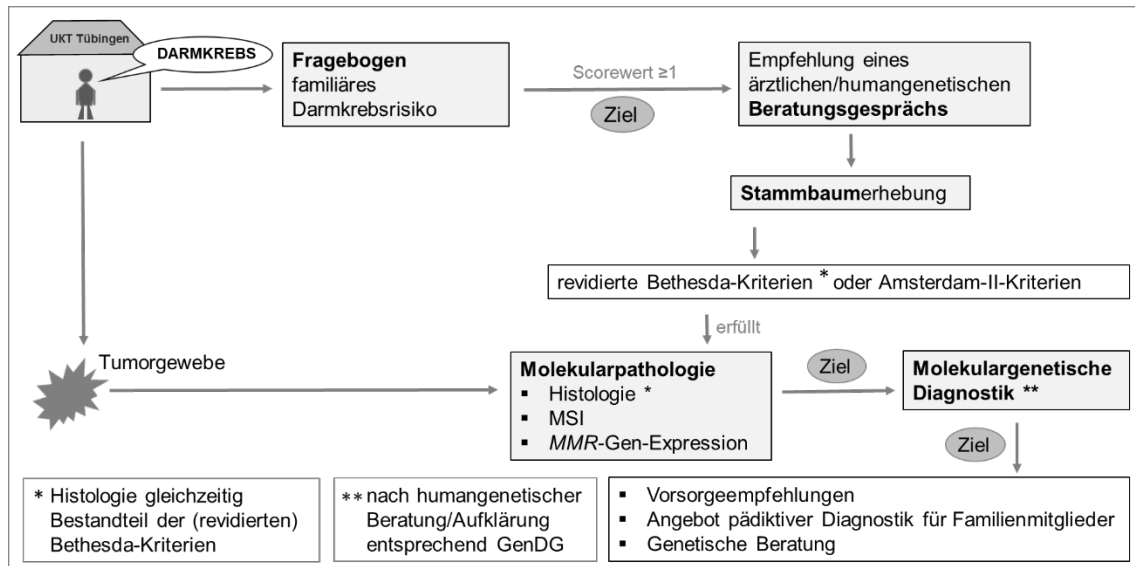 UKT Tübingen
DARMKREBS
Fragebogen
familiäres
Darmkrebsrisiko
Scorewert ≥1
Ziel
Empfehlung eines
ärztlichen/humangenetischen
Beratungsgesprächs
Stammbaumerhebung
revidierte Bethesda-Kriterien * oder Amsterdam-II-Kriterien
erfüllt
Tumorgewebe
Molekularpathologie
▪ Histologie *
▪ MSI
▪ MMR-Gen-Expression
Ziel
Molekulargenetische
Diagnostik **
Ziel
* Histologie gleichzeitig
Bestandteil der (revidierten)
Bethesda-Kriterien
** nach humangenetischer
Beratung/Aufklärung
entsprechend GenDG
▪ Vorsorgeempfehlungen
▪ Angebot pädiktiver Diagnostik für Familienmitglieder
▪ Genetische Beratung